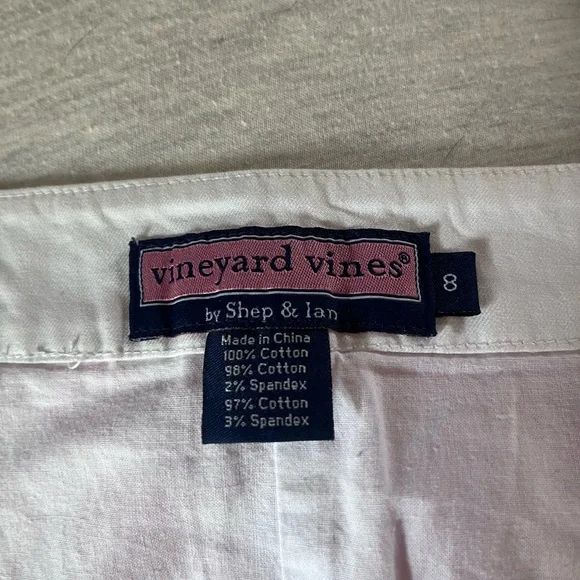 vineyard vines®
by Shep & Ian
8
Made in China
100% Cotton
98% Cotton
2% Spandex
97% Cotton
3% Spandex